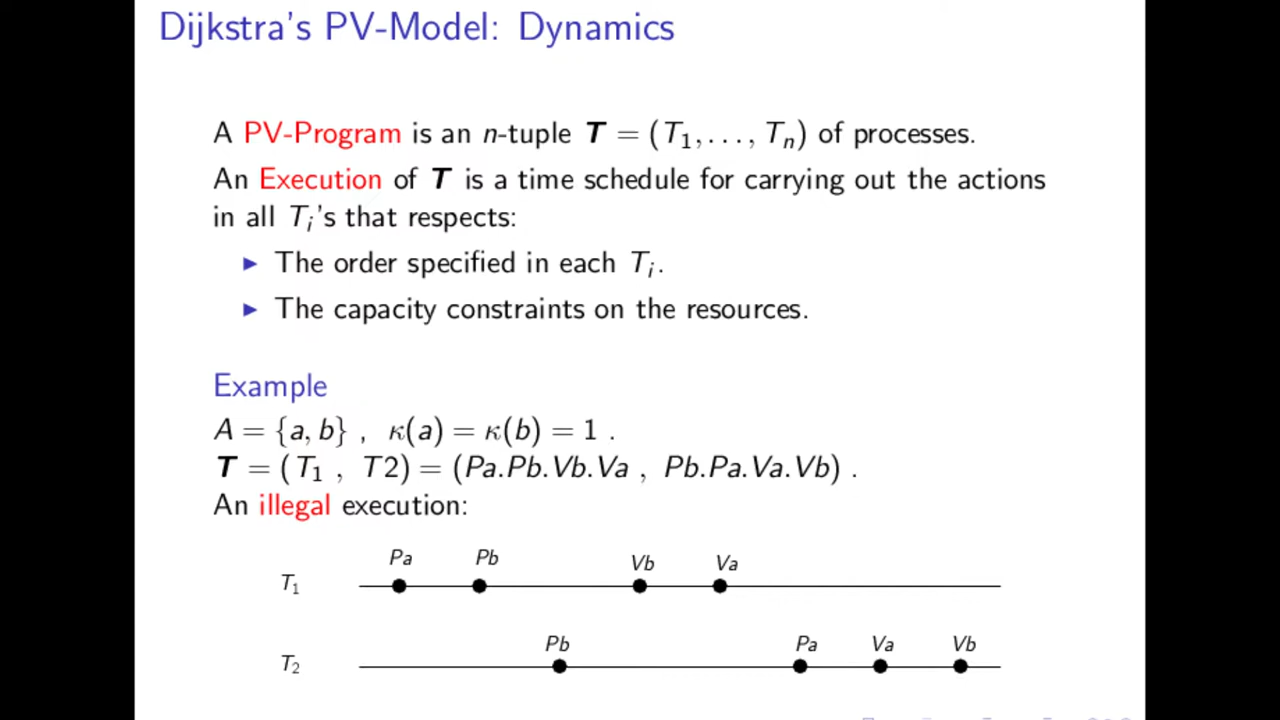 Dijkstra's PV-Model: Dynamics
A PV-Program is an n-tuple T = (T₁, . . . , Tₙ) of processes.
An Execution of T is a time schedule for carrying out the actions
in all Tᵢ's that respects:
▶ The order specified in each Tᵢ.
▶ The capacity constraints on the resources.
Example
A = {a, b} , κ(a) = κ(b) = 1 .
T = (T₁ , T2) = (Pa.Pb.Vb.Va , Pb.Pa.Va.Vb) .
An illegal execution:
Pa Pb Vb Va
T₁
Pb Pa Va Vb
T₂